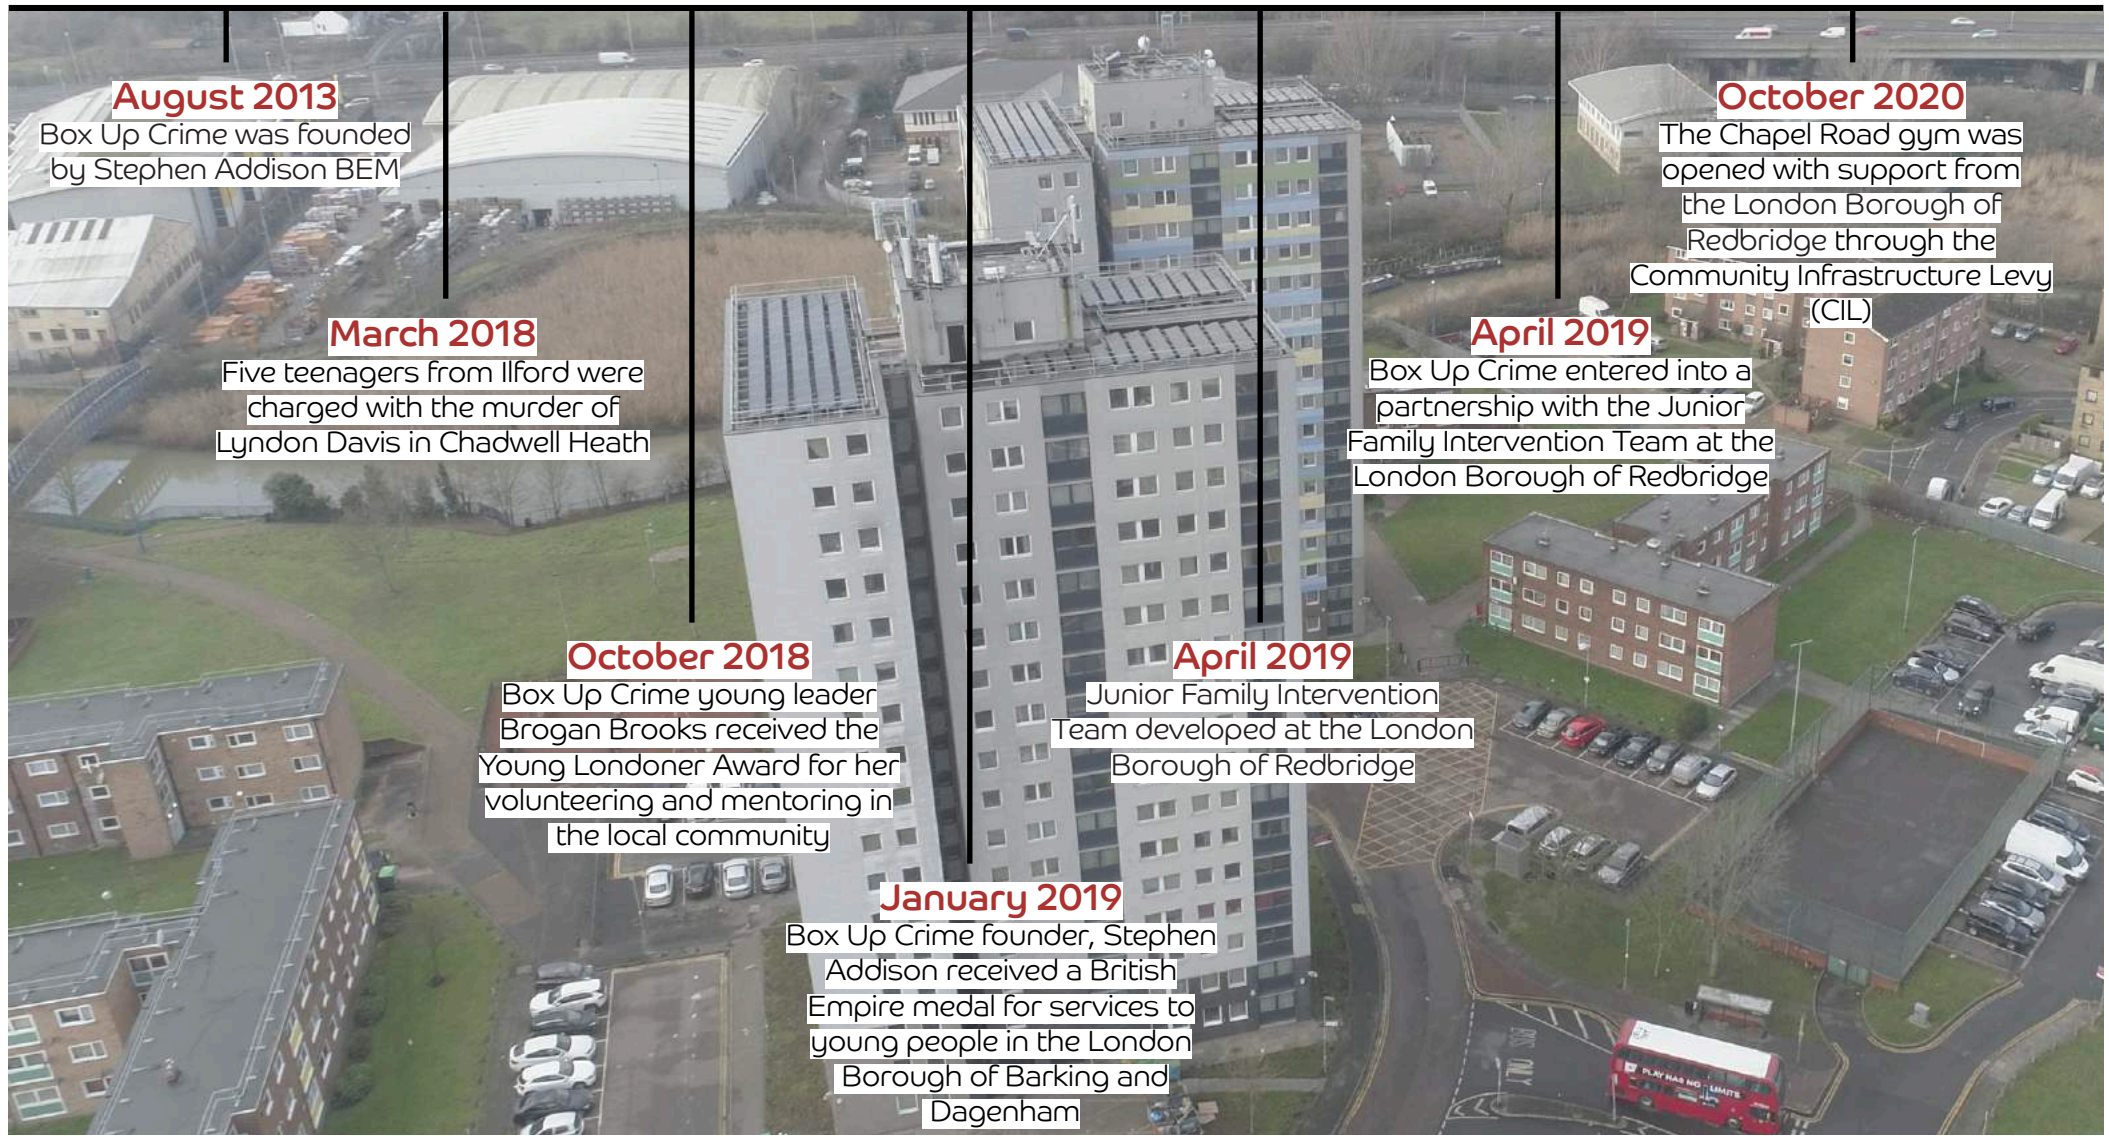 August 2013
Box Up Crime was founded
by Stephen Addison BEM
March 2018
Five teenagers from Ilford were
charged with the murder of
Lyndon Davis in Chadwell Heath
October 2018
Box Up Crime young leader
Brogan Brooks received the
Young Londoner Award for her
volunteering and mentoring in
the local community
January 2019
Box Up Crime founder, Stephen
Addison received a British
Empire medal for services to
young people in the London
Borough of Barking and
Dagenham
April 2019
Junior Family Intervention
Team developed at the London
Borough of Redbridge
April 2019
Box Up Crime entered into a
partnership with the Junior
Family Intervention Team at the
London Borough of Redbridge
October 2020
The Chapel Road gym was
opened with support from
the London Borough of
Redbridge through the
Community Infrastructure Levy
(CIL)
BUS
ONLY
PLAY HAS NO LIMITS